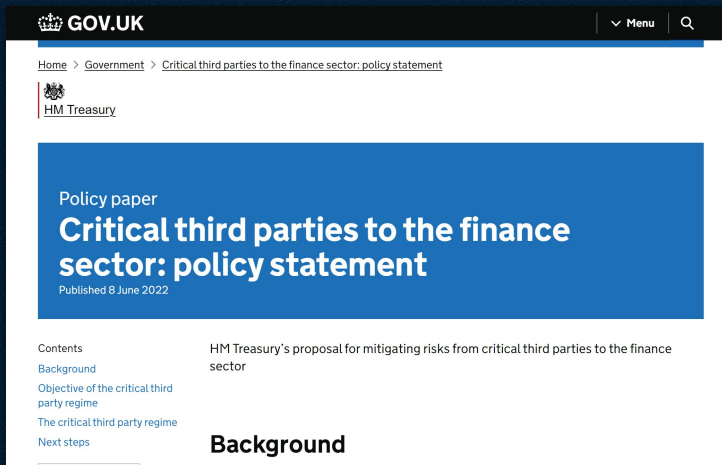 GOV.UK
Menu
Home > Government > Critical third parties to the finance sector: policy statement
HM Treasury
Policy paper
Critical third parties to the finance
sector: policy statement
Published 8 June 2022
Contents
Background
Objective of the critical third
party regime
The critical third party regime
Next steps
HM Treasury's proposal for mitigating risks from critical third parties to the finance
sector
Background